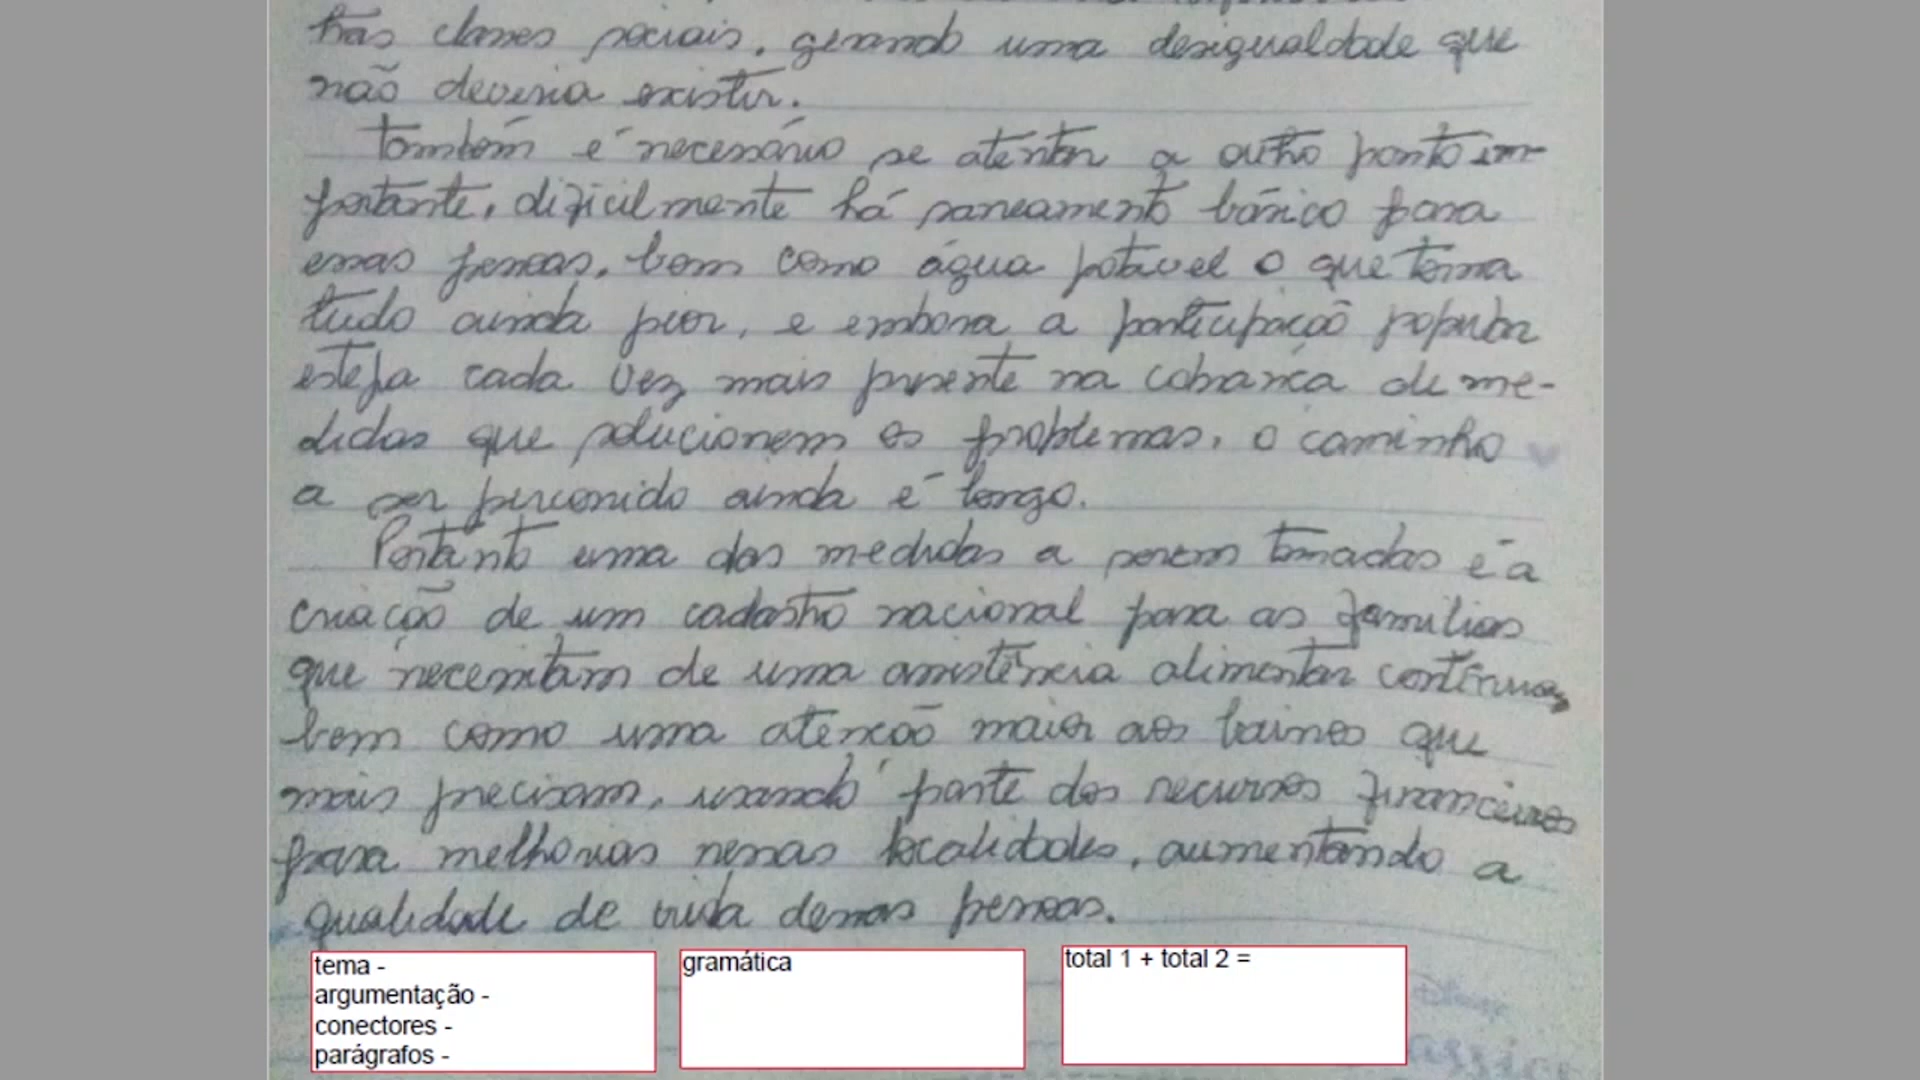 tras classes sociais, gerando uma desigualdade que
não deveria existir.
Também é necessário se atentar a outro ponto im-
portante, dificilmente há saneamento básico para
essas pessoas, bem como água potável o que torna
tudo ainda pior, e embora a participação popular
esteja cada vez mais presente na cobrança de me-
didas que solucionem os problemas, o caminho
a ser percorrido ainda é longo.
Portanto uma das medidas a serem tomadas é a
criação de um cadastro nacional para as famílias
que necessitam de uma assistência alimentar contínua,
bem como uma atenção maior aos bairros que
mais precisam, usando parte dos recursos financeiros
para melhorias nessas localidades, aumentando a
qualidade de vida dessas pessoas.
tema -
argumentação -
conectores -
parágrafos -
gramática
total 1 + total 2 =